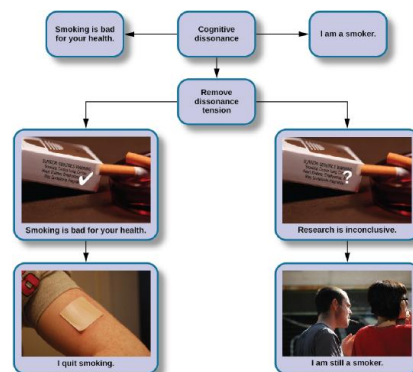 Smoking is bad
for your health.
Cognitive
dissonance
I am a smoker.
Remove
dissonance
tension
Smoking is bad for your health.
Research is inconclusive.
?
I quit smoking.
I am still a smoker.